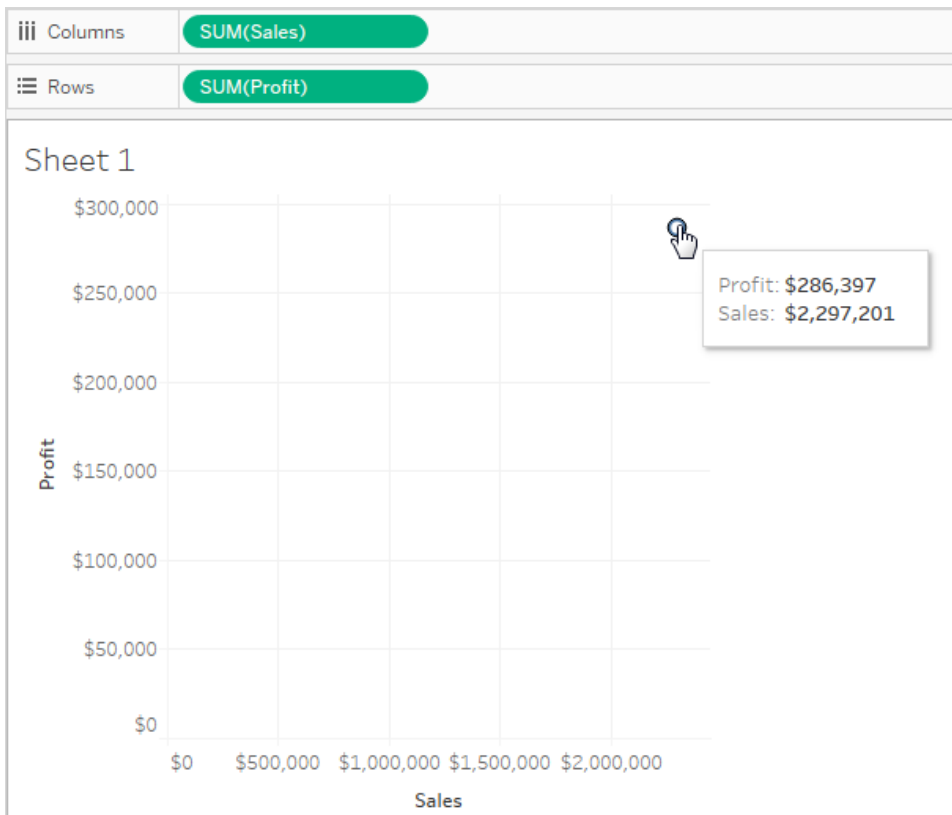 Columns SUM(Sales)
Rows SUM(Profit)
Sheet 1
$300,000
$250,000
$200,000
$150,000
$100,000
$50,000
$0
Profit
Profit: $286,397
Sales: $2,297,201
$0 $500,000 $1,000,000 $1,500,000 $2,000,000
Sales